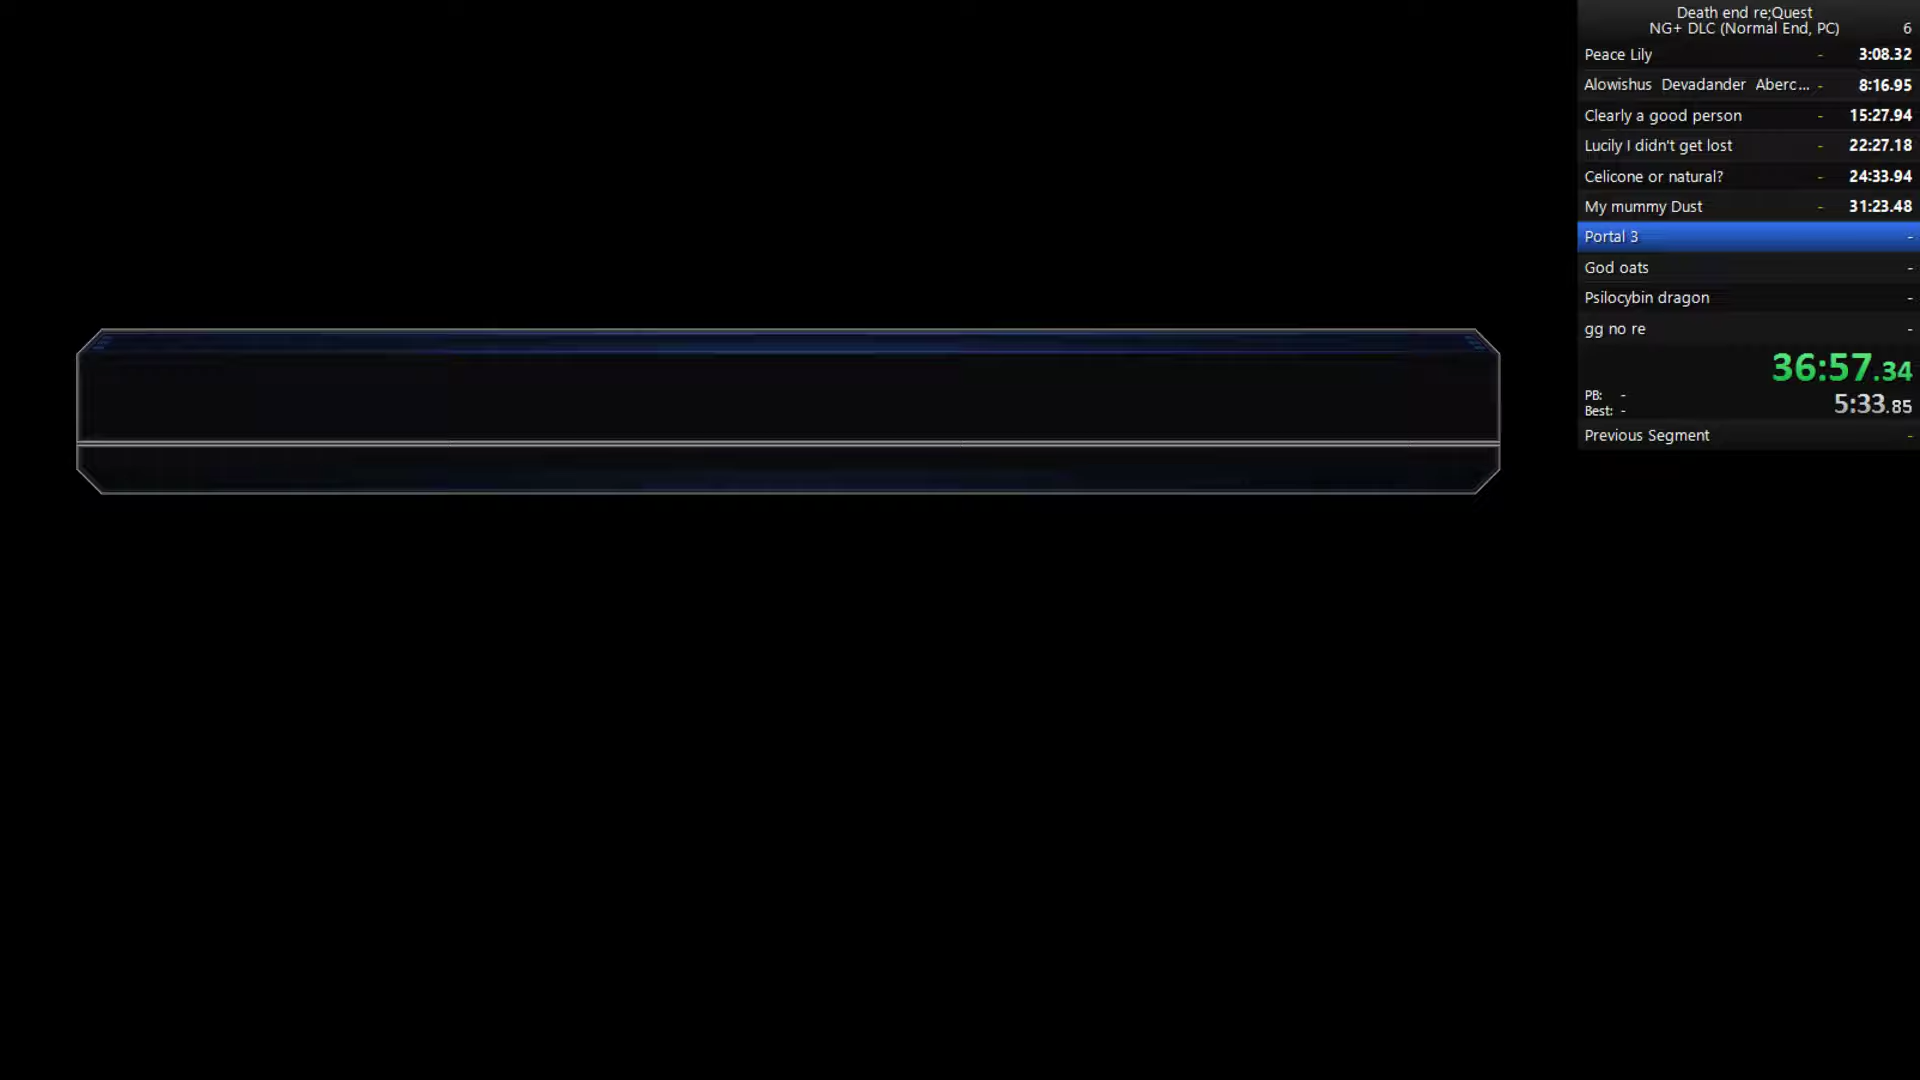 Death end re;Quest
NG+ DLC (Normal End, PC) 6
Peace Lily - 3:08.32
Alowishus Devadander Aberc... - 8:16.95
Clearly a good person - 15:27.94
Lucily I didn't get lost - 22:27.18
Celicone or natural? - 24:33.94
My mummy Dust - 31:23.48
Portal 3 -
God oats -
Psilocybin dragon -
gg no re -
36:57.34
PB: -
5:33.85
Best: -
Previous Segment -